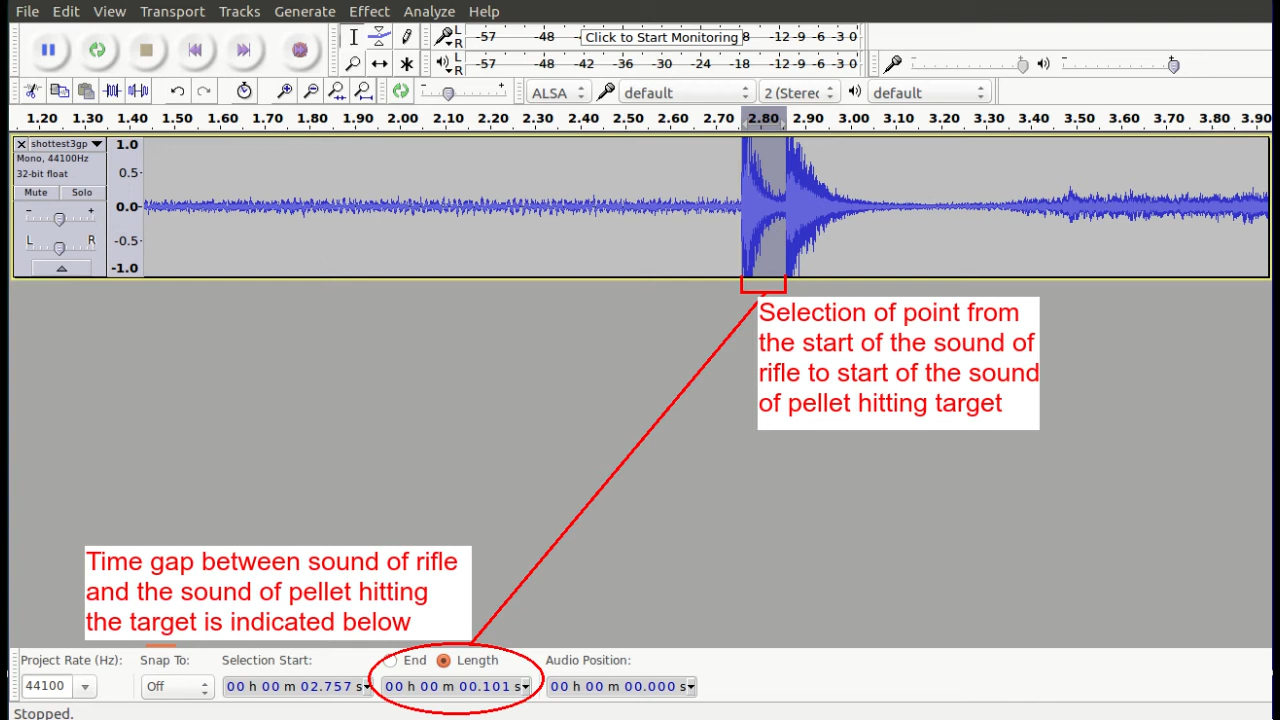 File Edit View Transport Tracks Generate Effect Analyze Help
L
R
-57 -48 Click to Start Monitoring 8 -12 -9 -6 -3 0
L
R
-57 -48 -42 -36 -30 -24 -18 -12 -9 -6 -3 0
ALSA default 2 (Sterec default
1.20 1.30 1.40 1.50 1.60 1.70 1.80 1.90 2.00 2.10 2.20 2.30 2.40 2.50 2.60 2.70 2.80 2.90 3.00 3.10 3.20 3.30 3.40 3.50 3.60 3.70 3.80 3.90
shottest3gp
Mono, 44100Hz
32-bit float
Mute Solo
- +
L R
1.0
0.5-
0.0-
-0.5-
-1.0
Selection of point from
the start of the sound of
rifle to start of the sound
of pellet hitting target
Time gap between sound of rifle
and the sound of pellet hitting
the target is indicated below
Project Rate (Hz): Snap To: Selection Start: End Length Audio Position:
44100 Off 00 h 00 m 02.757 s 00 h 00 m 00.101 s 00 h 00 m 00.000 s
Stopped.